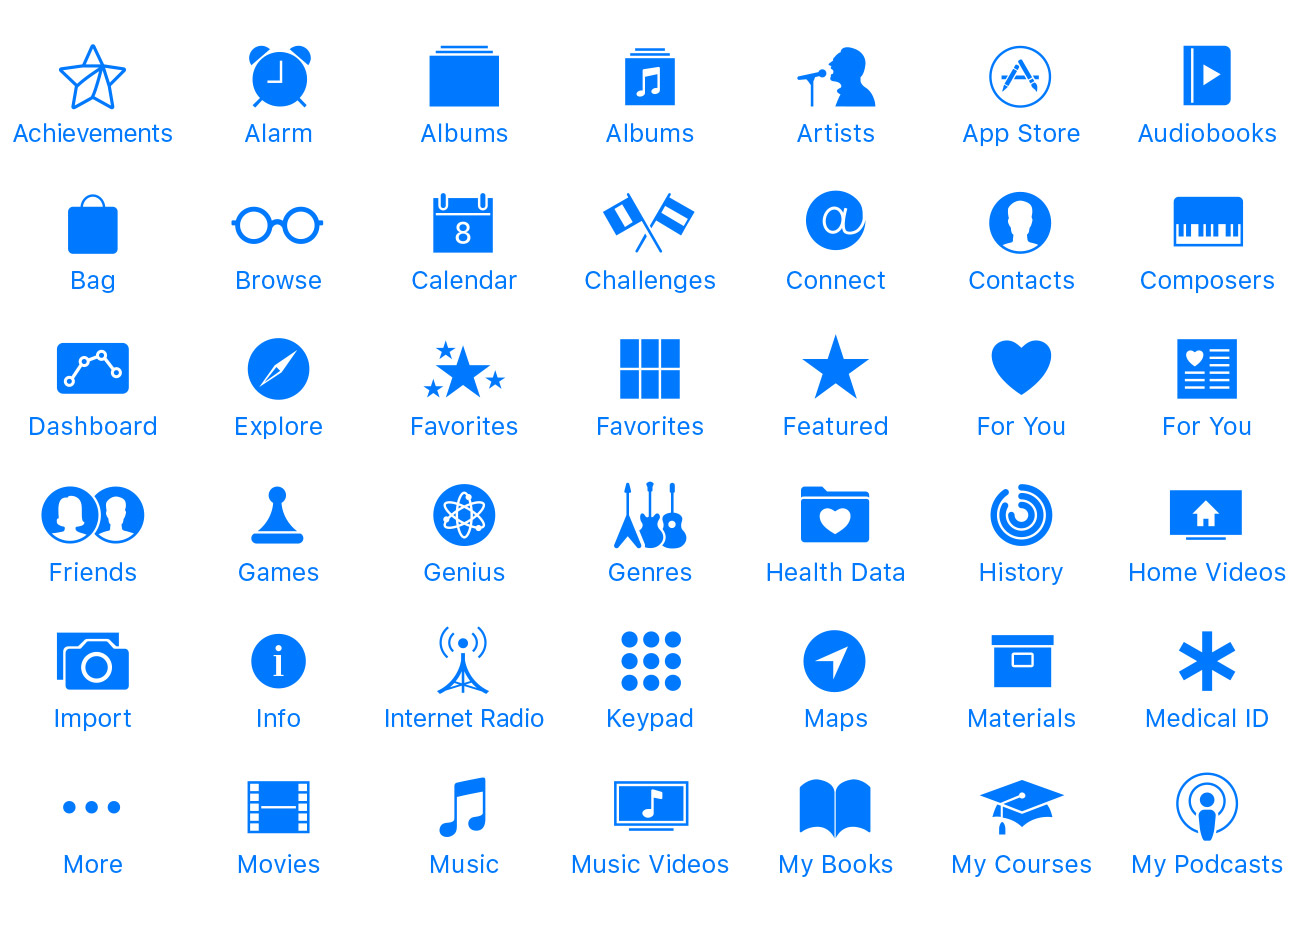 Achievements Alarm Albums Albums Artists App Store Audiobooks
8
Bag Browse Calendar Challenges Connect Contacts Composers
Dashboard Explore Favorites Favorites Featured For You For You
Friends Games Genius Genres Health Data History Home Videos
i
Import Info Internet Radio Keypad Maps Materials Medical ID
More Movies Music Music Videos My Books My Courses My Podcasts